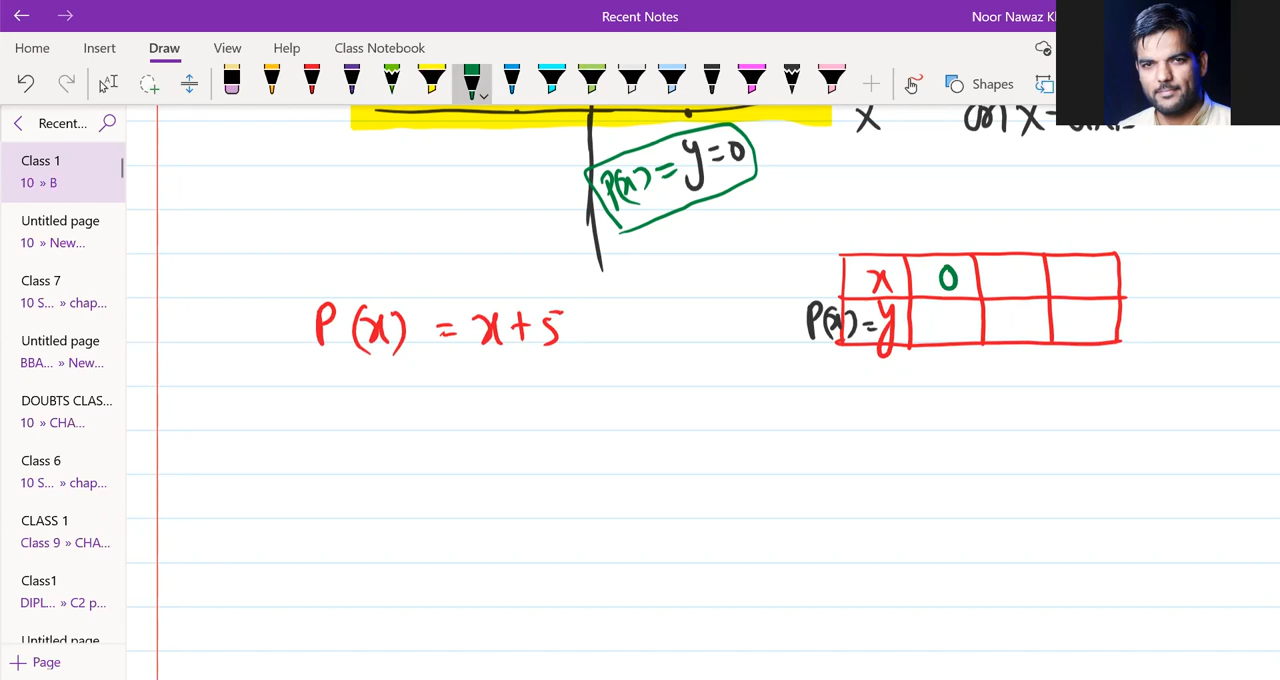 Recent Notes
Noor Nawaz
Home Insert Draw View Help Class Notebook
Shapes
Recent...
Class 1
10 » B
Untitled page
10 » New...
Class 7
10 S... » chap...
Untitled page
BBA... » New...
DOUBTS CLAS...
10 » CHA...
Class 6
10 S... » chap...
CLASS 1
Class 9 » CHA...
Class1
DIPL... » C2 p...
Untitled page
Page
x on x-
P(x) = y=0
x 0
P(x) = y
P(x) = x+5